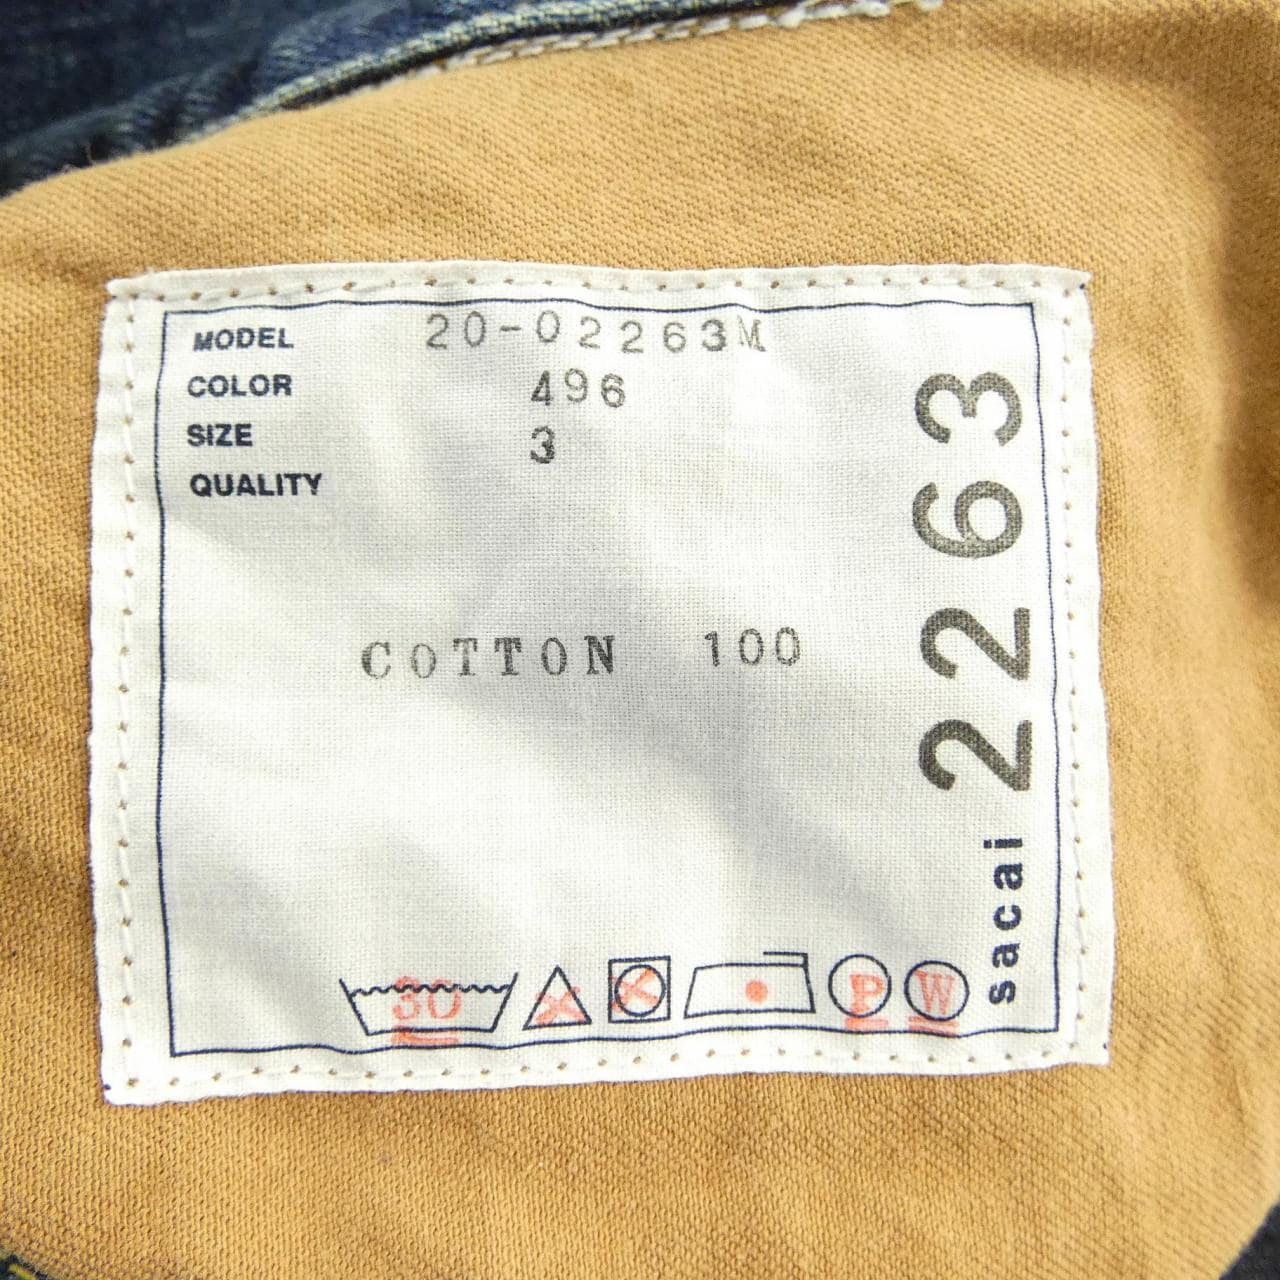 MODEL 20-02263M
COLOR 496
SIZE 3
QUALITY
COTTON 100
30 P W
sacai 2263